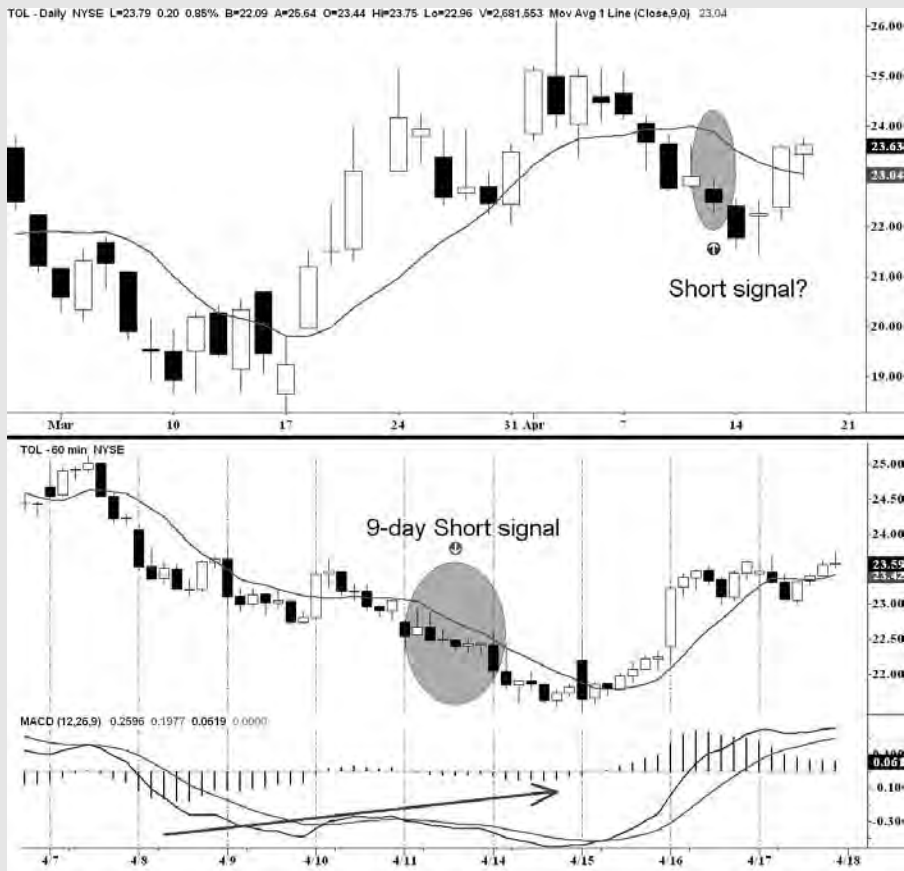 TOL - Daily NYSE L=23.79 0.20 0.85% B=22.09 A=25.64 O=23.44 Hi=23.75 Lo=22.96 V=2,681,553 Mov Avg 1 Line (Close,9,0) 23.04
26.00
25.00
24.00
23.63
23.04
22.00
21.00
20.00
19.00
Short signal?
Mar 10 17 24 31 Apr 7 14 21
TOL - 60 min NYSE
25.00
24.50
24.00
23.59
23.42
23.00
22.50
22.00
9-day Short signal
MACD (12,26,9) 0.2596 0.1977 0.0619 0.0000
0.061
0.100
0.300
4/7 4/8 4/9 4/10 4/11 4/14 4/15 4/16 4/17 4/18